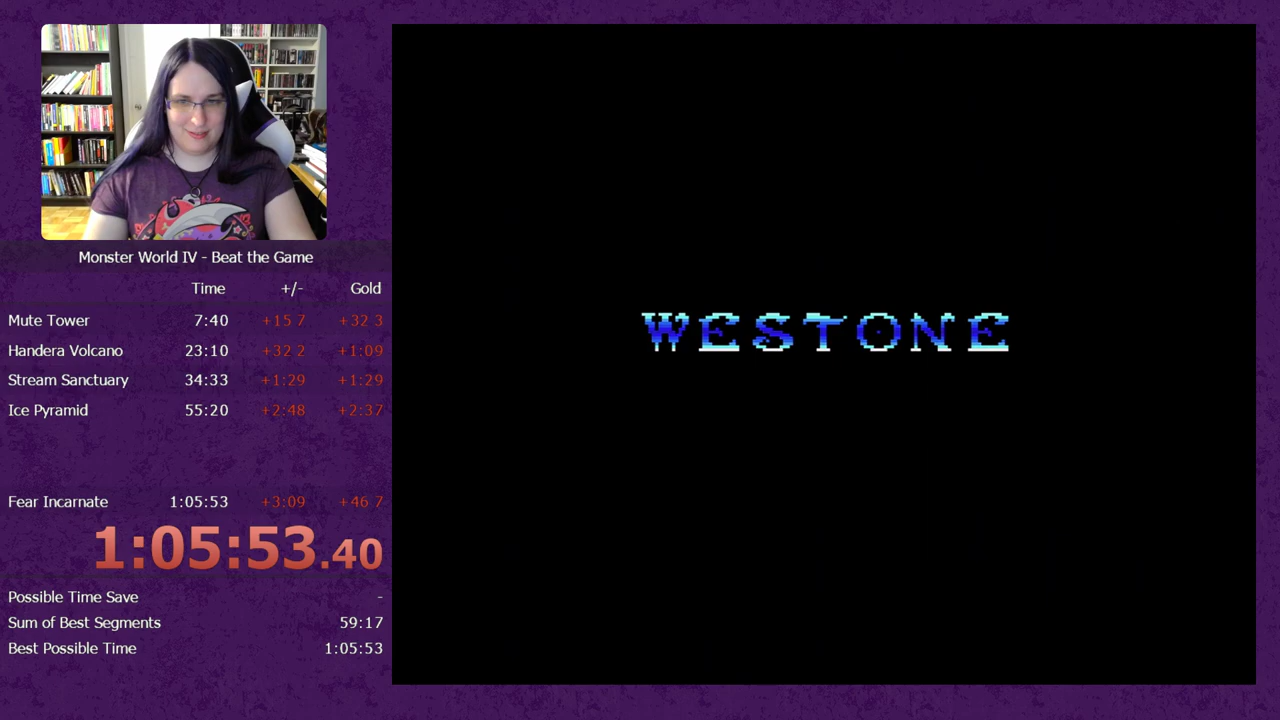 Monster World IV - Beat the Game
Time +/- Gold
Mute Tower 7:40 +15 7 +32 3
Handera Volcano 23:10 +32 2 +1:09
Stream Sanctuary 34:33 +1:29 +1:29
Ice Pyramid 55:20 +2:48 +2:37
Fear Incarnate 1:05:53 +3:09 +46 7
1:05:53.40
Possible Time Save -
Sum of Best Segments 59:17
Best Possible Time 1:05:53
WESTONE